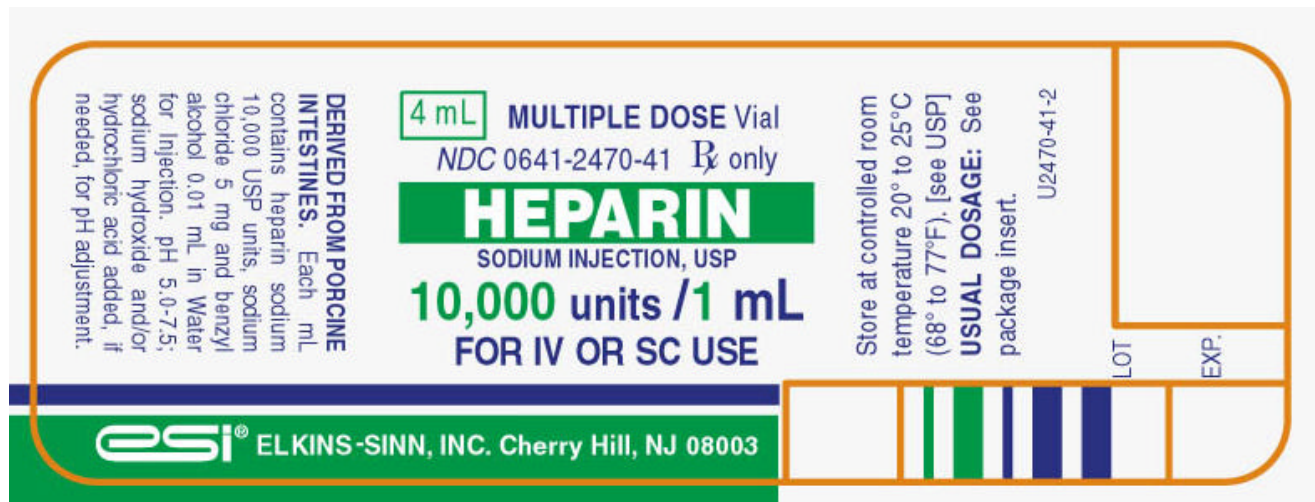 DERIVED FROM PORCINE
INTESTINES. Each mL
contains heparin sodium
10,000 USP units, sodium
chloride 5 mg and benzyl
alcohol 0.01 mL in Water
for Injection. pH 5.0-7.5;
sodium hydroxide and/or
hydrochloric acid added, if
needed, for pH adjustment.
4 mL MULTIPLE DOSE Vial
NDC 0641-2470-41 ℞ only
HEPARIN
SODIUM INJECTION, USP
10,000 units /1 mL
FOR IV OR SC USE
esi® ELKINS-SINN, INC. Cherry Hill, NJ 08003
Store at controlled room
temperature 20° to 25°C
(68° to 77°F). [see USP]
USUAL DOSAGE: See
package insert.
U2470-41-2
LOT
EXP.